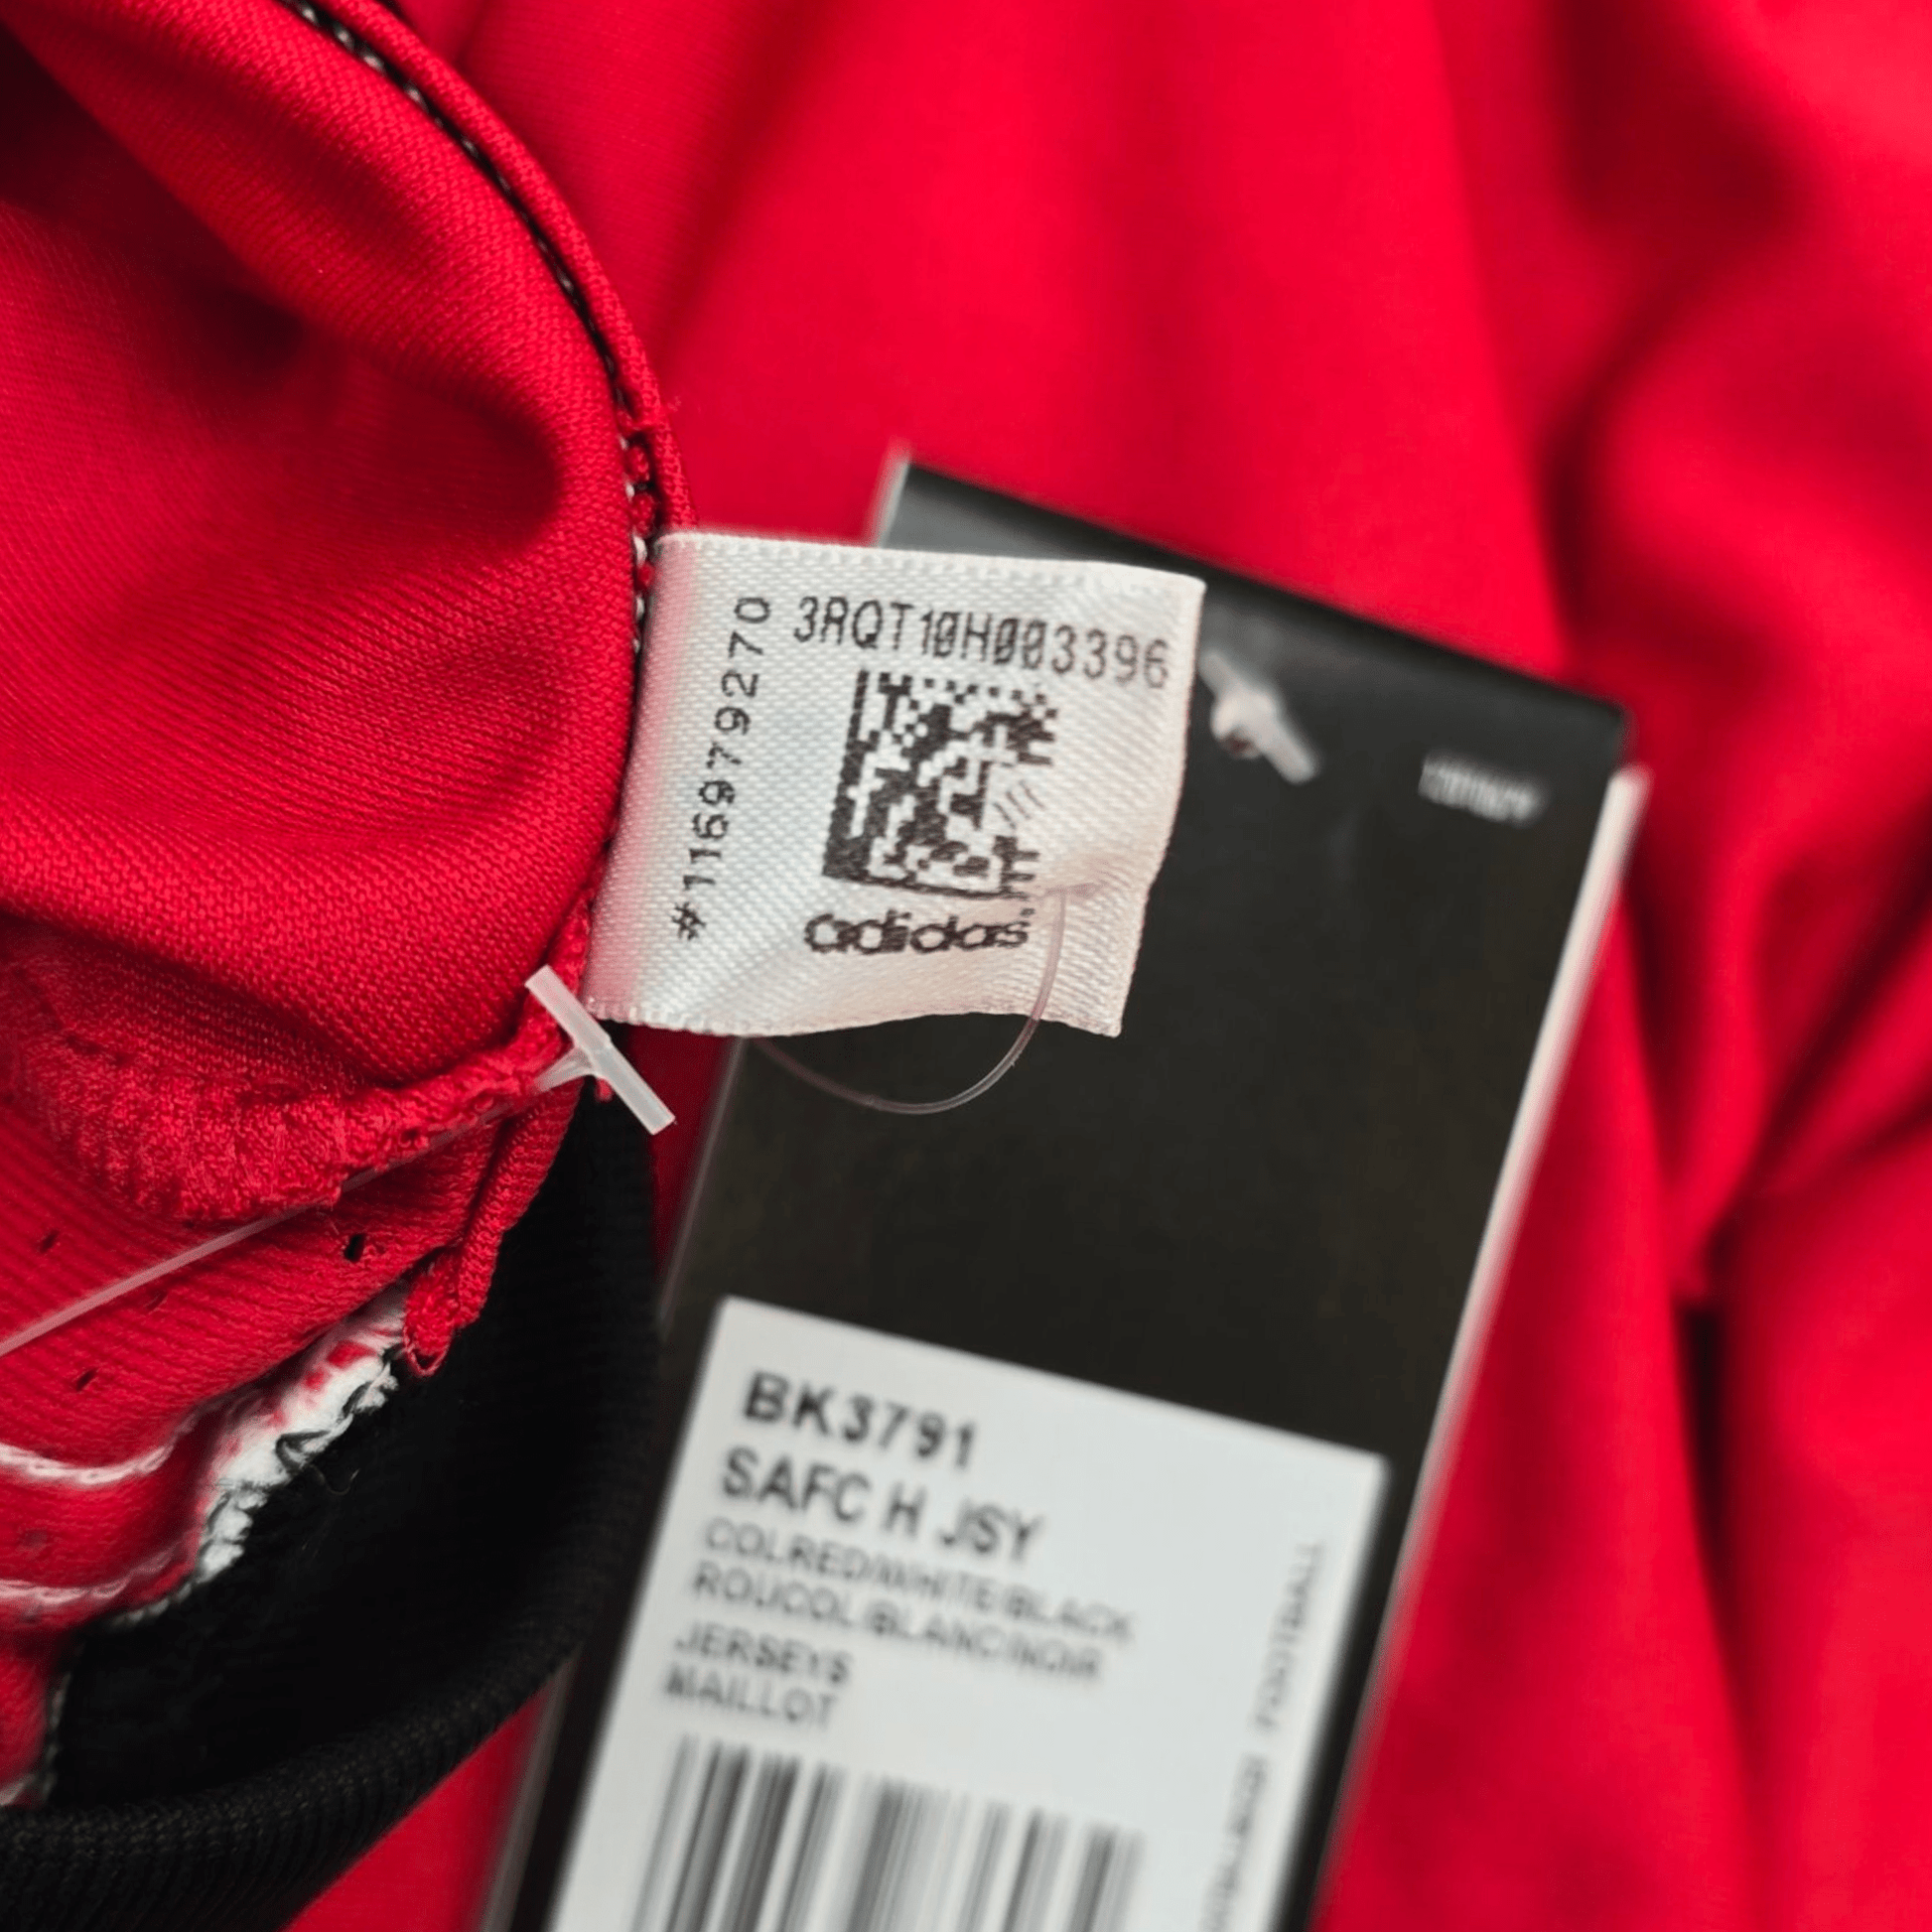 3RQT10H003396
#116979270
adidas
BK3791
SAFC H JSY
COLRED/WHITE/BLACK
ROUCOL/BLANC/NOIR
JERSEYS
MAILLOT
FOOTBALL